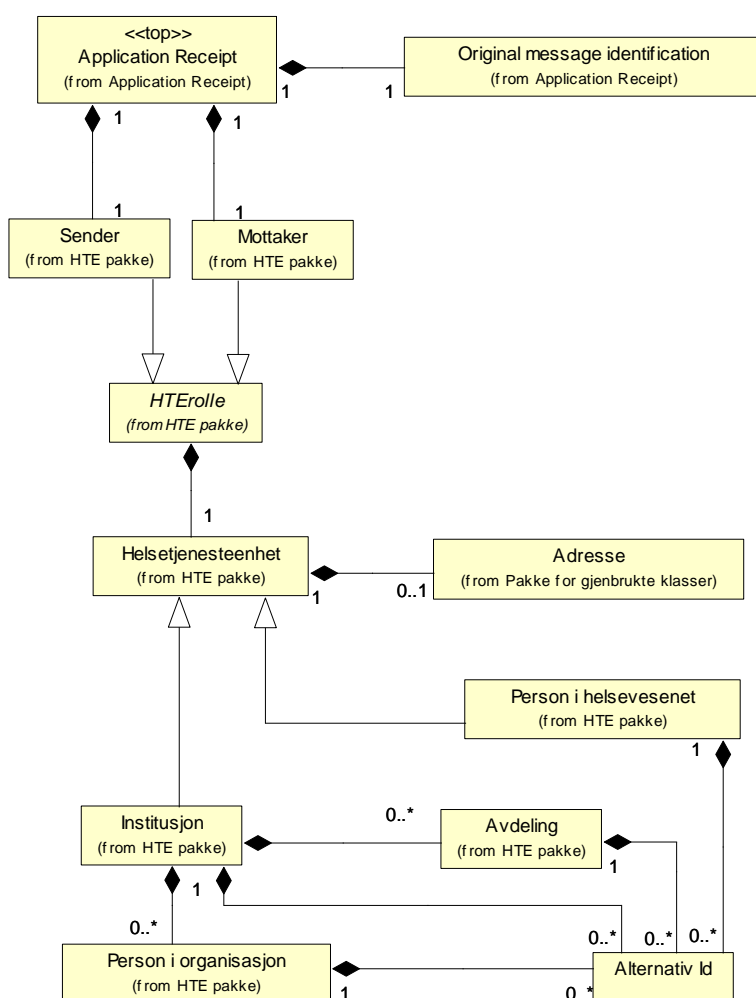 <<top>>
Application Receipt
(from Application Receipt)
Original message identification
(from Application Receipt)
1
1
1
1
1
1
Sender
(from HTE pakke)
Mottaker
(from HTE pakke)
HTErolle
(from HTE pakke)
1
Helsetjenesteenhet
(from HTE pakke)
Adresse
(from Pakke for gjenbrukte klasser)
1
0..1
Person i helsevesenet
(from HTE pakke)
1
Institusjon
(from HTE pakke)
0..*
Avdeling
(from HTE pakke)
1
1
0..*
0..*
0..*
0..*
Person i organisasjon
(from HTE pakke)
Alternativ Id
1
0..*